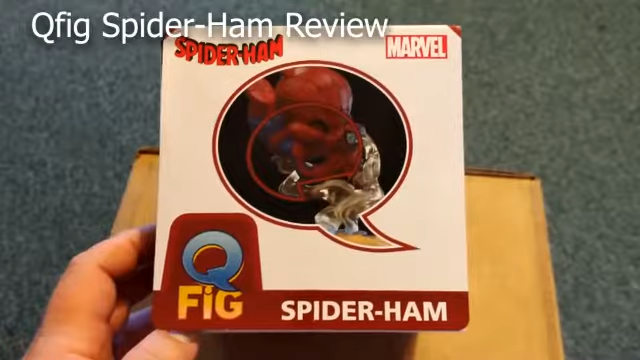 Qfig Spider-Ham Review
SPIDER-HAM
MARVEL
Q
FiG
SPIDER-HAM